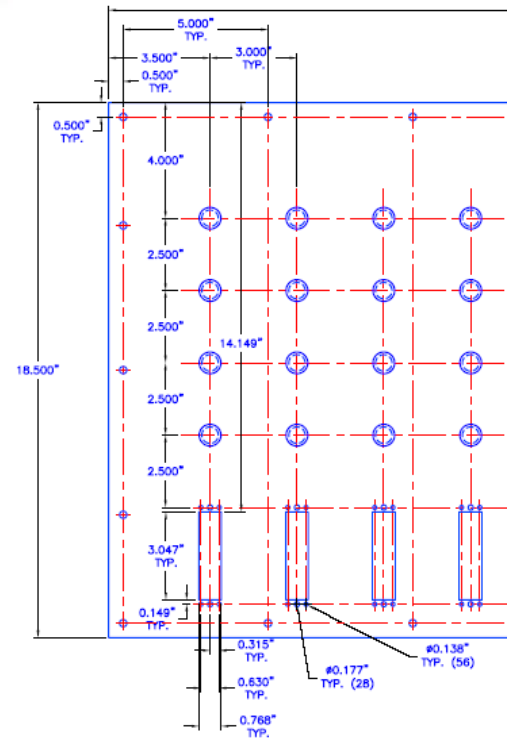 5.000"
TYP.
3.500"
TYP.
3.000"
TYP.
0.500"
TYP.
0.500"
TYP.
4.000"
2.500"
2.500"
14.149"
18.500"
2.500"
2.500"
3.047"
TYP.
0.149"
TYP.
0.315"
TYP.
ø0.138"
TYP. (56)
ø0.177"
TYP. (28)
0.630"
TYP.
0.768"
TYP.